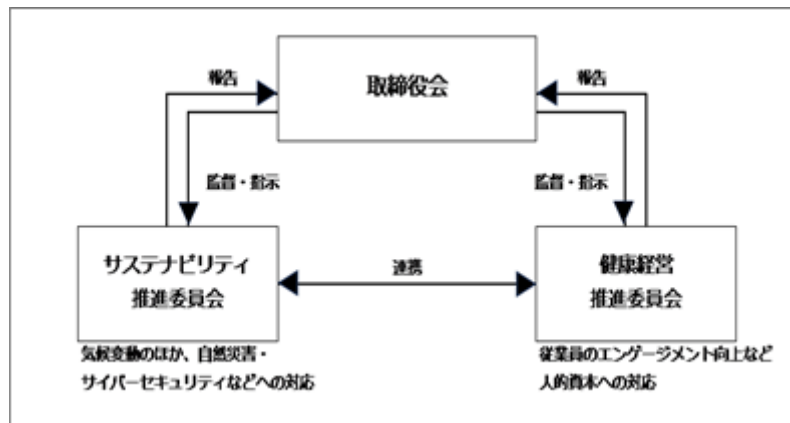 取締役会
報告
報告
監督・指示
監督・指示
サステナビリティ
推進委員会
連携
健康経営
推進委員会
気候変動のほか、自然災害・
サイバーセキュリティなどへの対応
従業員のエンゲージメント向上など
人的資本への対応